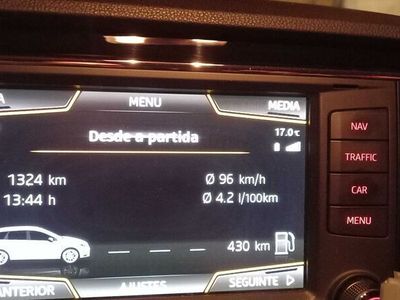 MENU
MEDIA
Desde a partida
17.0°C
1324 km
Ø 96 km/h
13:44 h
Ø 4.2 l/100km
430 km
ANTERIOR
AJUSTES
SEGUINTE
NAV
TRAFFIC
CAR
MENU